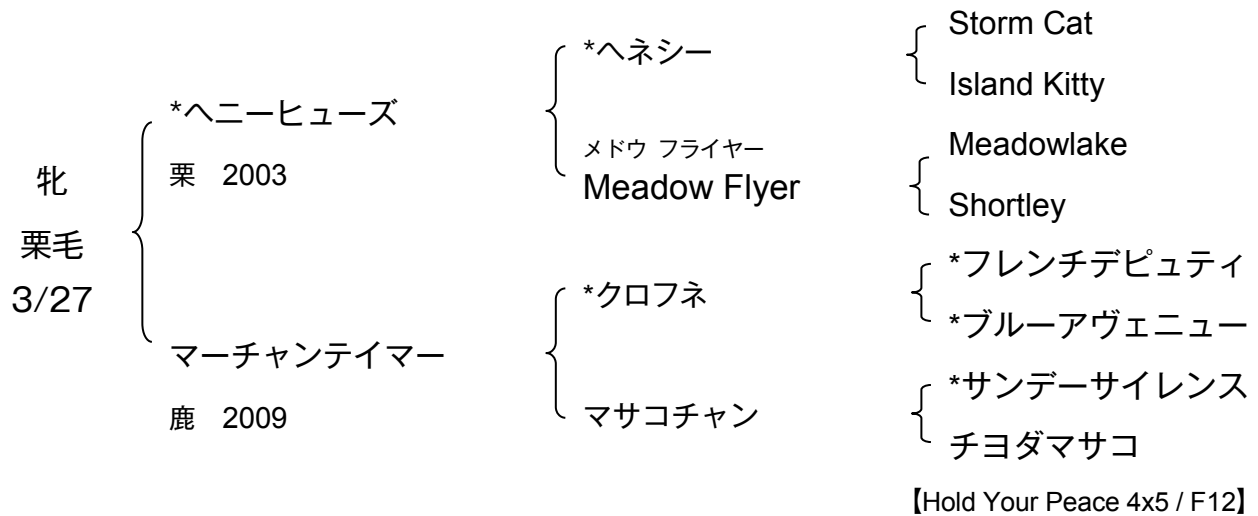 牝
栗毛
3/27
*ヘニーヒューズ
栗 2003
マーチャンテイマー
鹿 2009
*ヘネシー
メドウ フライヤー
Meadow Flyer
*クロフネ
マサコチャン
Storm Cat
Island Kitty
Meadowlake
Shortley
*フレンチデピュティ
*ブルーアヴェニュー
*サンデーサイレンス
チヨダマサコ
【Hold Your Peace 4x5 / F12】